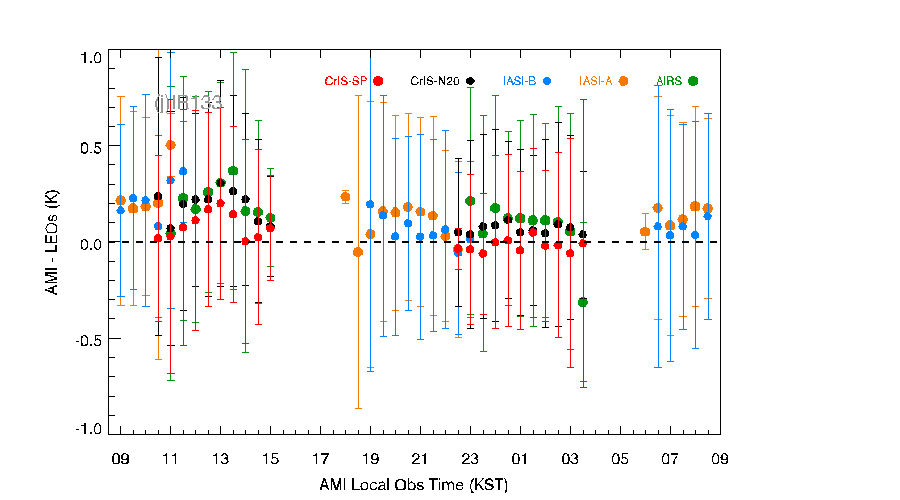 CrIS-SP CrIS-N20 IASI-B IASI-A AIRS
(j)IR133
1.0
0.5
0.0
-0.5
-1.0
AMI - LEOs (K)
09 11 13 15 17 19 21 23 01 03 05 07 09
AMI Local Obs Time (KST)